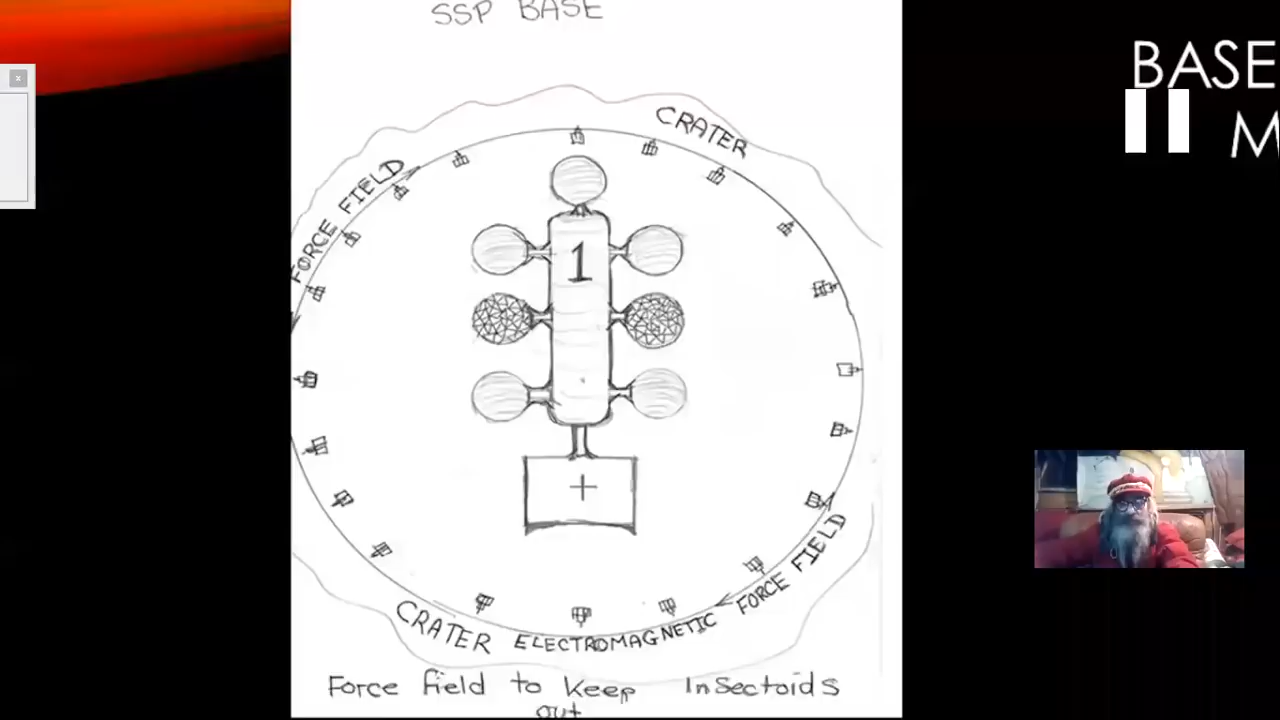 SSP BASE
BASE
M
CRATER
FORCE FIELD
1
+
FORCE FIELD
CRATER
ELECTROMAGNETIC
Force field to Keep InSectoidS
out